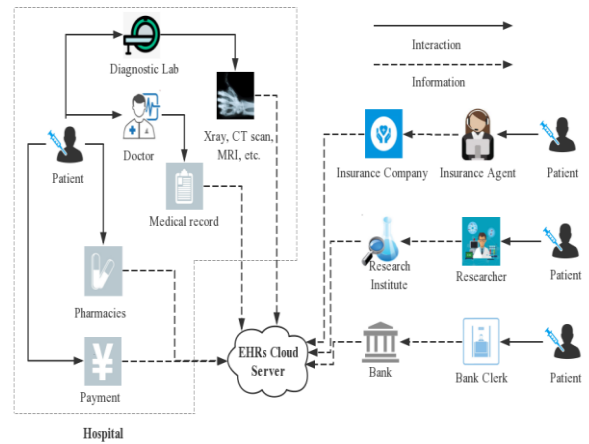 Diagnostic Lab
Xray, CT scan,
MRI, etc.
Doctor
Patient
Medical record
Pharmacies
¥
Payment
Hospital
EHRs Cloud
Server
Interaction
Information
Insurance Company
Insurance Agent
Patient
Research
Institute
Researcher
Patient
Bank
Bank Clerk
Patient